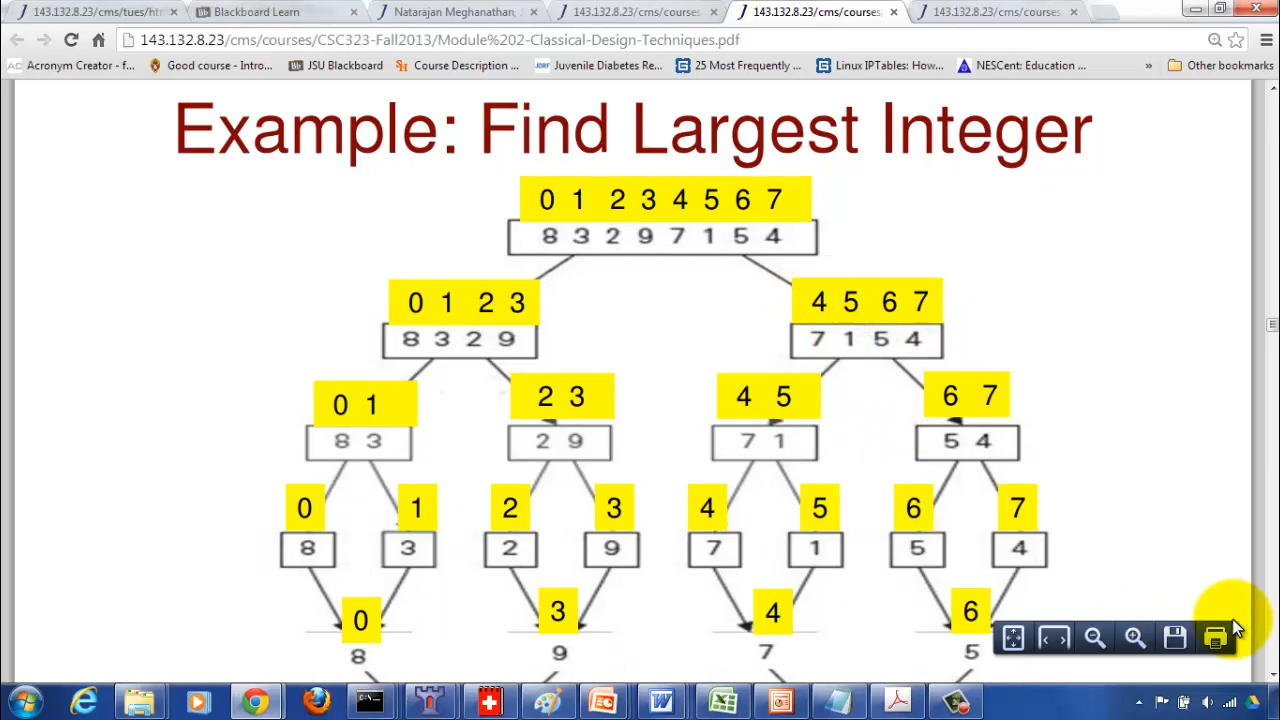 143.132.8.23/cms/tues/ht
Blackboard Learn
Natarajan Meghanathan, J
143.132.8.23/cms/courses
143.132.8.23/cms/courses
143.132.8.23/cms/courses
143.132.8.23/cms/courses/CSC323-Fall2013/Module%202-Classical-Design-Techniques.pdf
AC Acronym Creator - f...
Good course - Intro...
Bb JSU Blackboard
Course Description ...
JDRF Juvenile Diabetes Re...
25 Most Frequently ...
Linux IPTables: How...
NESCent: Education ...
» Other bookmarks
Example: Find Largest Integer
0 1 2 3 4 5 6 7
8 3 2 9 7 1 5 4
0 1 2 3 4 5 6 7
8 3 2 9 7 1 5 4
0 1 2 3 4 5 6 7
8 3 2 9 7 1 5 4
0 1 2 3 4 5 6 7
8 3 2 9 7 1 5 4
0 3 4 6
8 9 7 5